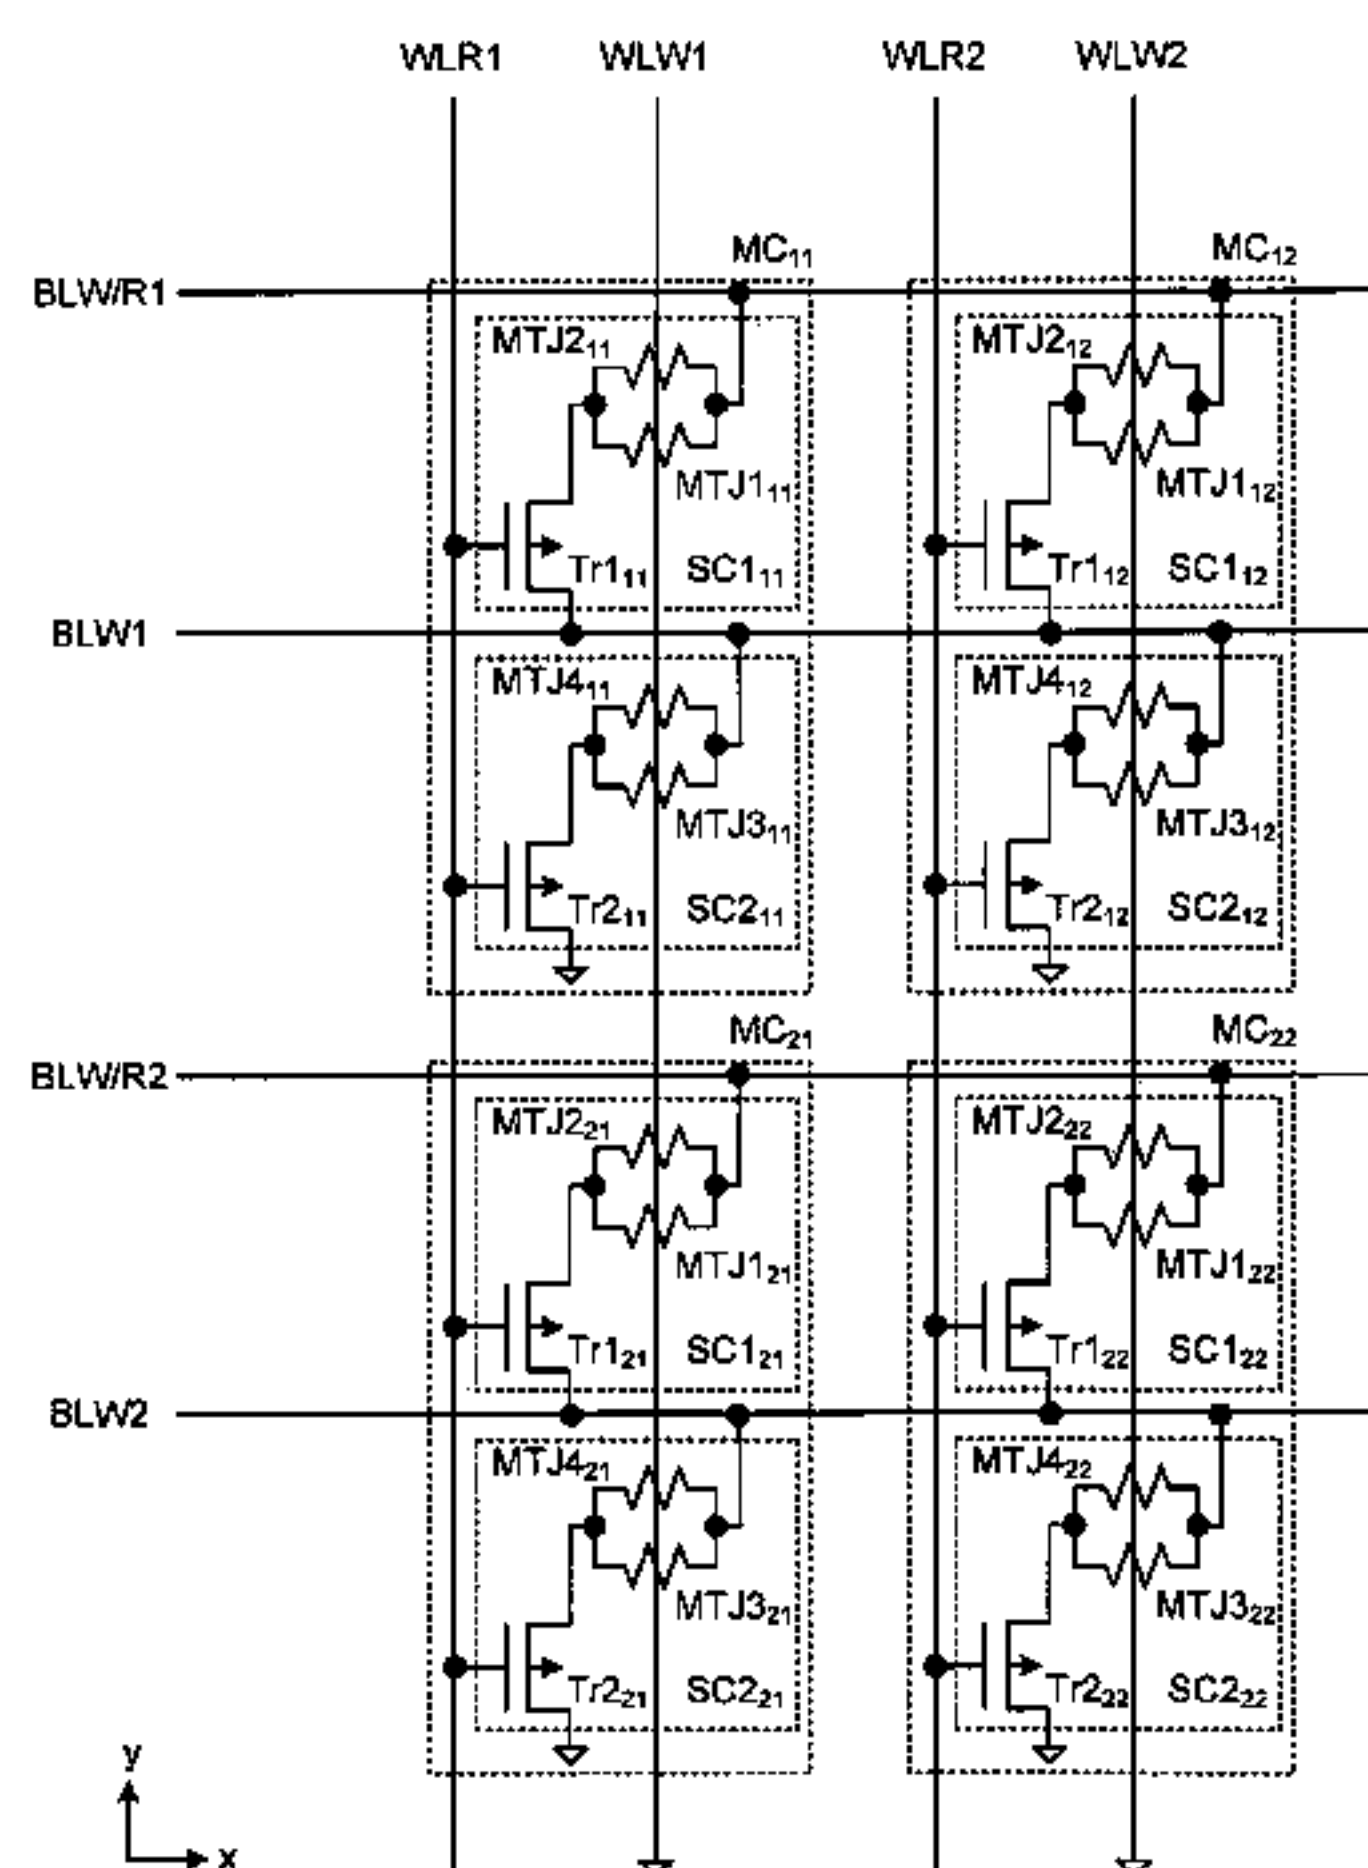 WLR1 WLW1 WLR2 WLW2
MC₁₁ MC₁₂
BLW/R1
MTJ2₁₁ MTJ2₁₂
MTJ1₁₁ MTJ1₁₂
Tr1₁₁ SC1₁₁ Tr1₁₂ SC1₁₂
BLW1
MTJ4₁₁ MTJ4₁₂
MTJ3₁₁ MTJ3₁₂
Tr2₁₁ SC2₁₁ Tr2₁₂ SC2₁₂
MC₂₁ MC₂₂
BLW/R2
MTJ2₂₁ MTJ2₂₂
MTJ1₂₁ MTJ1₂₂
Tr1₂₁ SC1₂₁ Tr1₂₂ SC1₂₂
BLW2
MTJ4₂₁ MTJ4₂₂
MTJ3₂₁ MTJ3₂₂
Tr2₂₁ SC2₂₁ Tr2₂₂ SC2₂₂
y
x